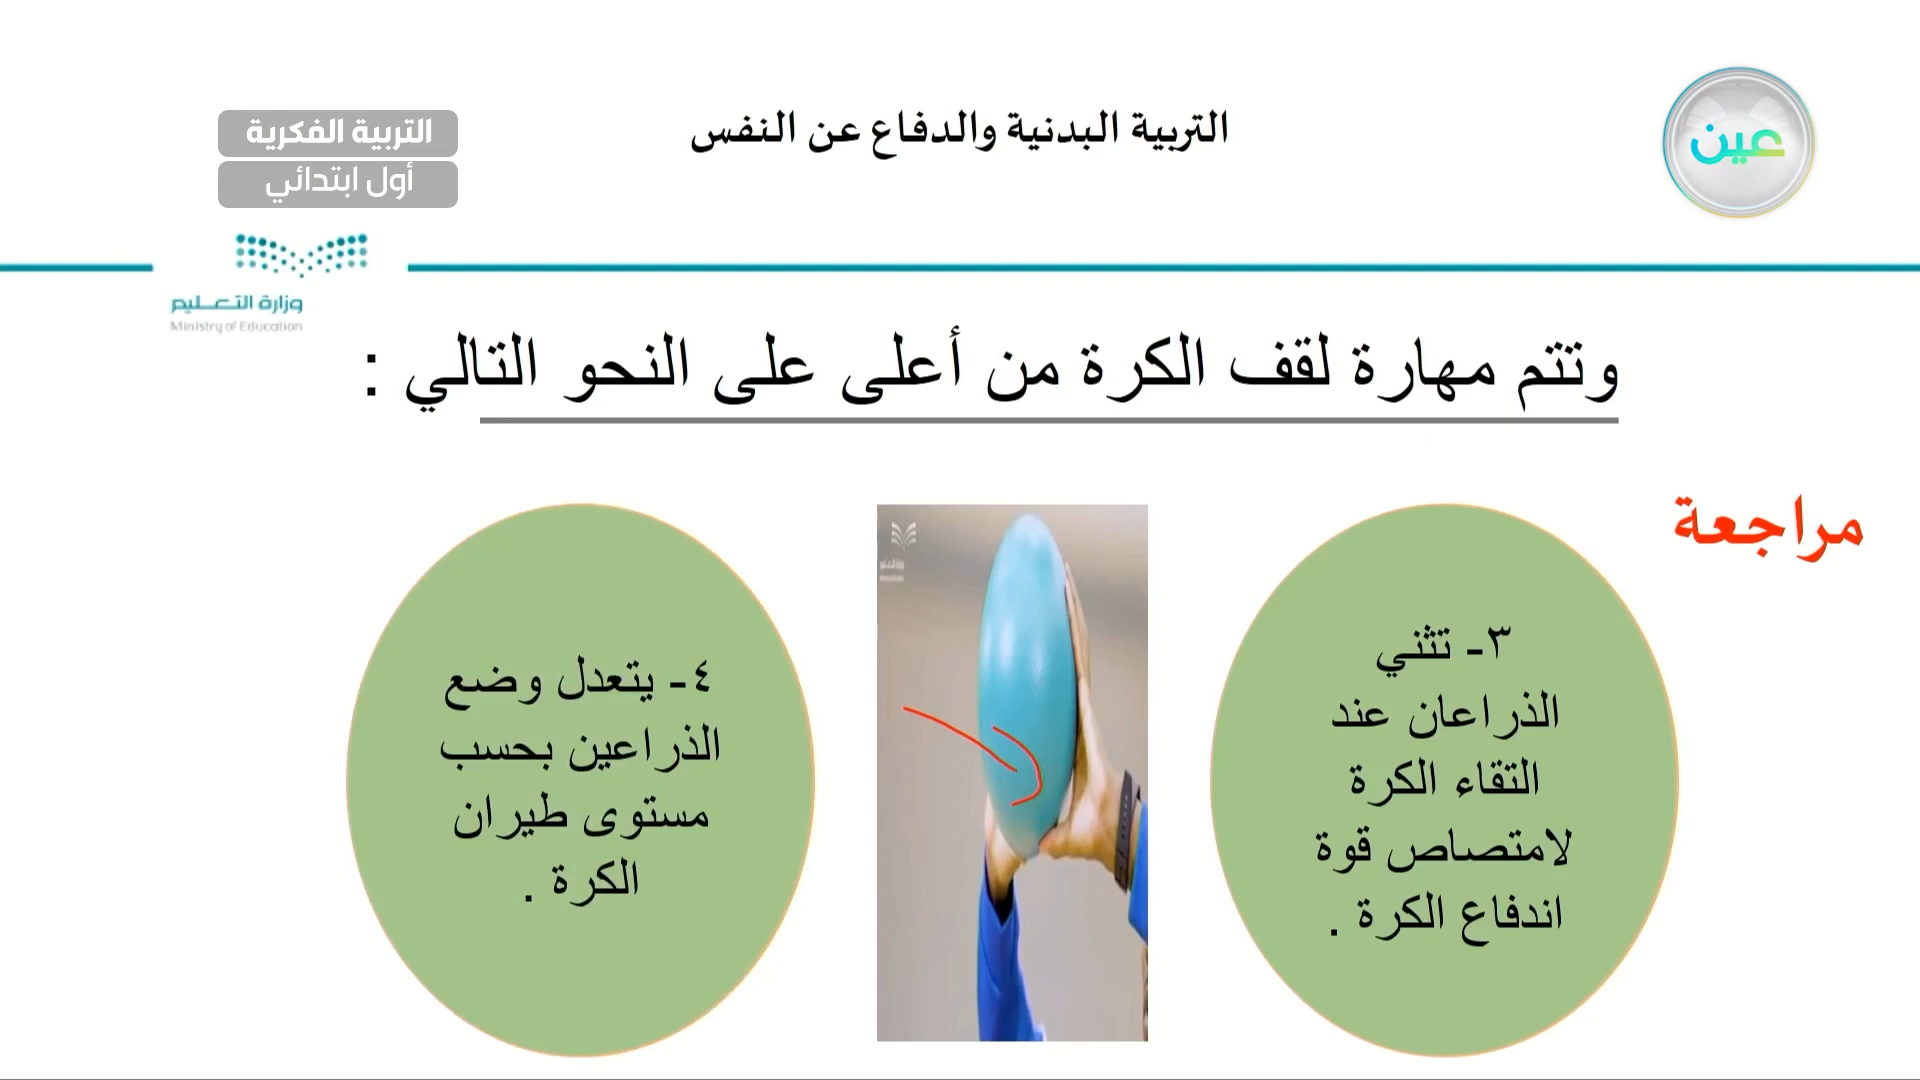 التربية البدنية والدفاع عن النفس
عين
التربية الفكرية
أول ابتدائي
وزارة التعليم
Ministry of Education
وتتم مهارة لقف الكرة من أعلى على النحو التالي :
مراجعة
٣- تثني
الذراعان عند
التقاء الكرة
لامتصاص قوة
اندفاع الكرة .
٤- يتعدل وضع
الذراعين بحسب
مستوى طيران
الكرة .